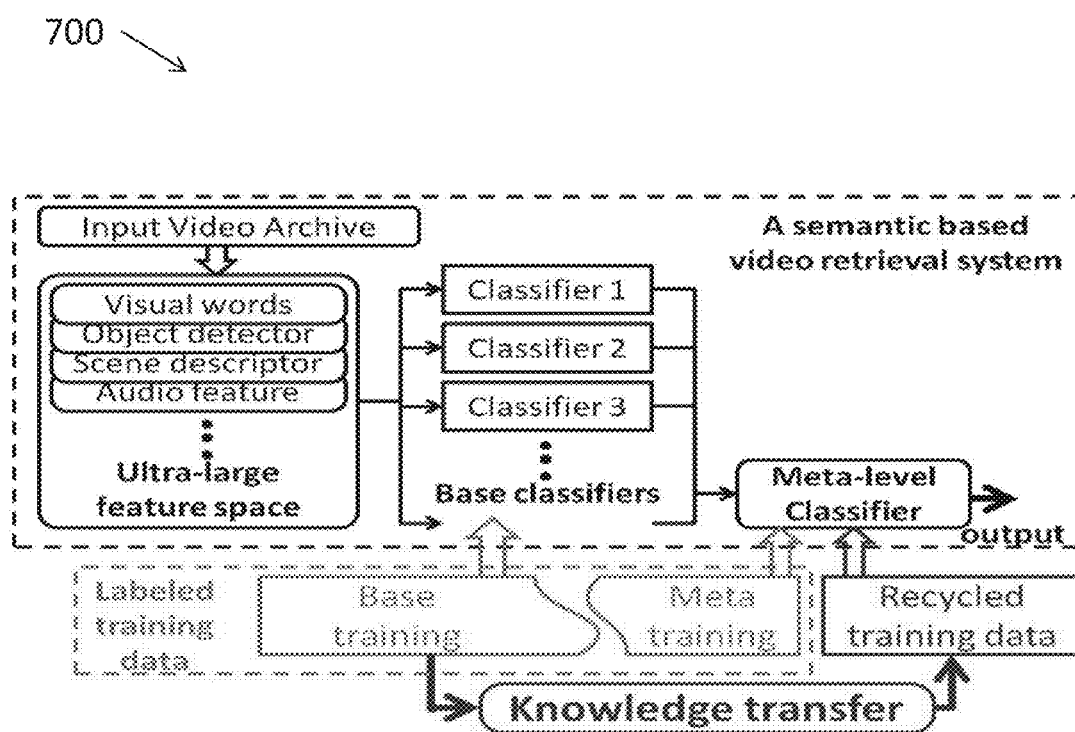 700
Input Video Archive
A semantic based
video retrieval system
Visual words
Object detector
Scene descriptor
Audio feature
Ultra-large
feature space
Classifier 1
Classifier 2
Classifier 3
Base classifiers
Meta-level
Classifier
output
Labeled
training
data
Base
training
Meta
training
Recycled
training data
Knowledge transfer